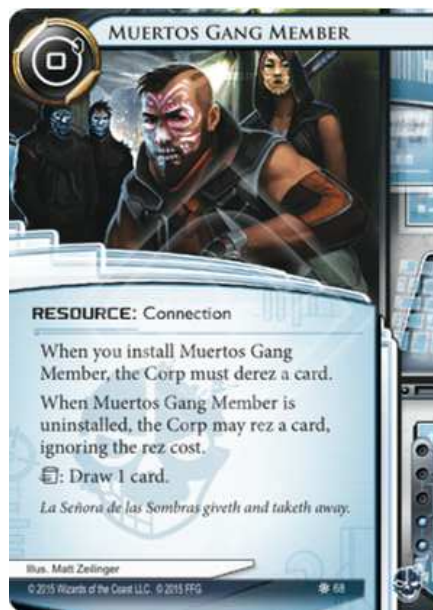 MUERTOS GANG MEMBER
RESOURCE: Connection
When you install Muertos Gang
Member, the Corp must derez a card.
When Muertos Gang Member is
uninstalled, the Corp may rez a card,
ignoring the rez cost.
: Draw 1 card.
La Señora de las Sombras giveth and taketh away.
Illus. Matt Zeilinger
© 2015 Wizards of the Coast LLC. © 2015 FFG
68